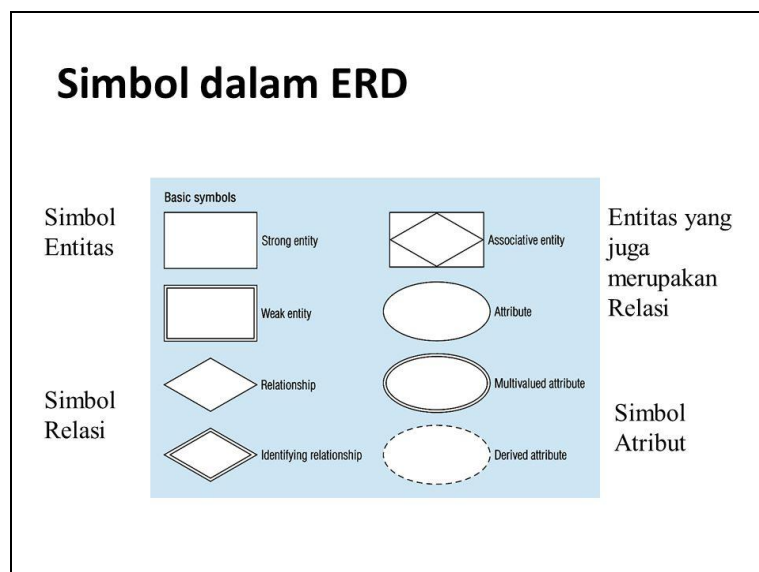 Simbol dalam ERD
Simbol
Entitas
Basic symbols
Strong entity
Weak entity
Simbol
Relasi
Relationship
Identifying relationship
Associative entity
Attribute
Multivalued attribute
Derived attribute
Entitas yang
juga
merupakan
Relasi
Simbol
Atribut